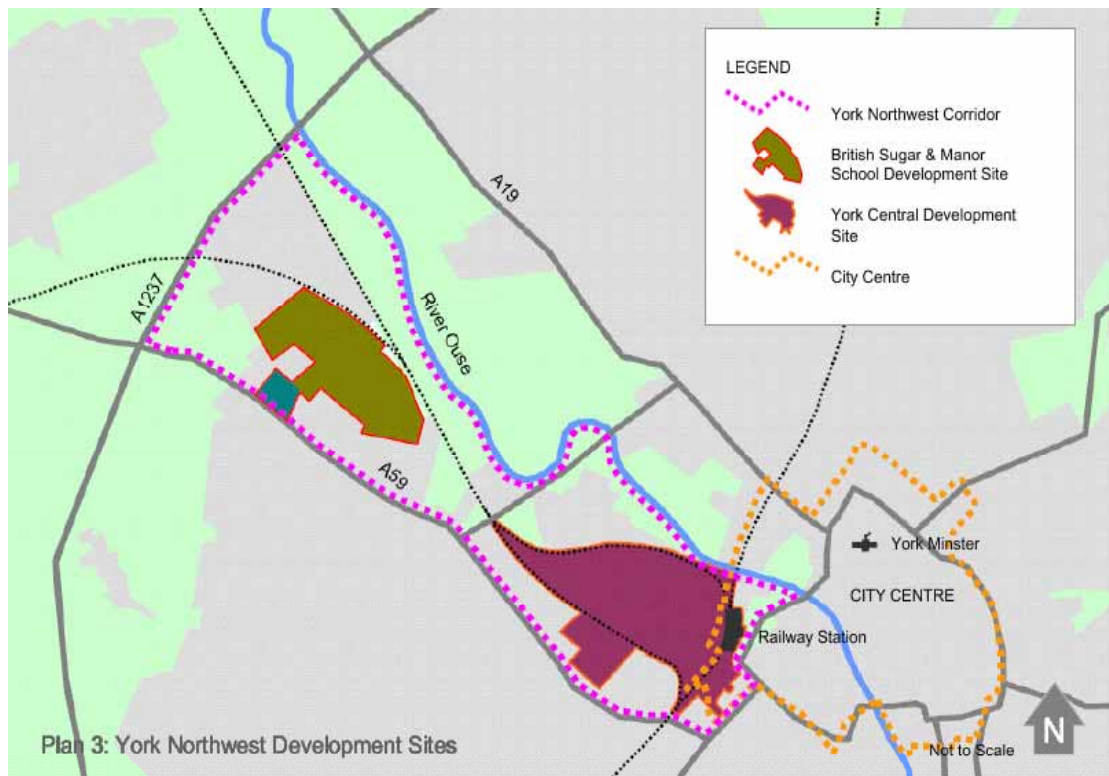 LEGEND
York Northwest Corridor
British Sugar & Manor
School Development Site
York Central Development
Site
City Centre
A19
A1237
River Ouse
A59
York Minster
CITY CENTRE
Railway Station
Plan 3: York Northwest Development Sites
Not to Scale
N